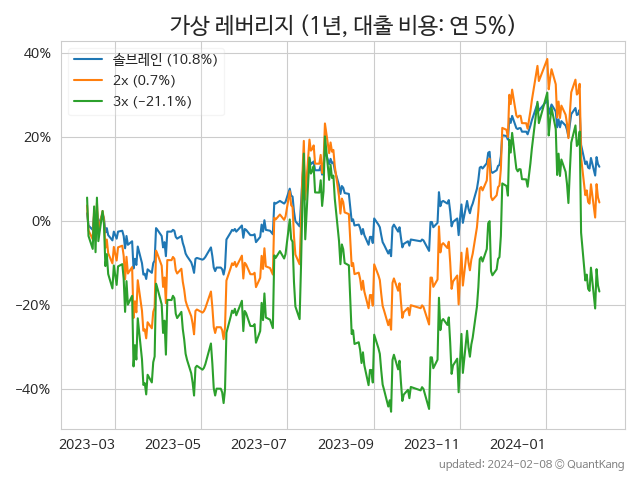 가상 레버리지 (1년, 대출 비용: 연 5%)
솔브레인 (10.8%)
2x (0.7%)
3x (−21.1%)
40%
20%
0%
−20%
−40%
2023-03 2023-05 2023-07 2023-09 2023-11 2024-01
updated: 2024-02-08 © QuantKang